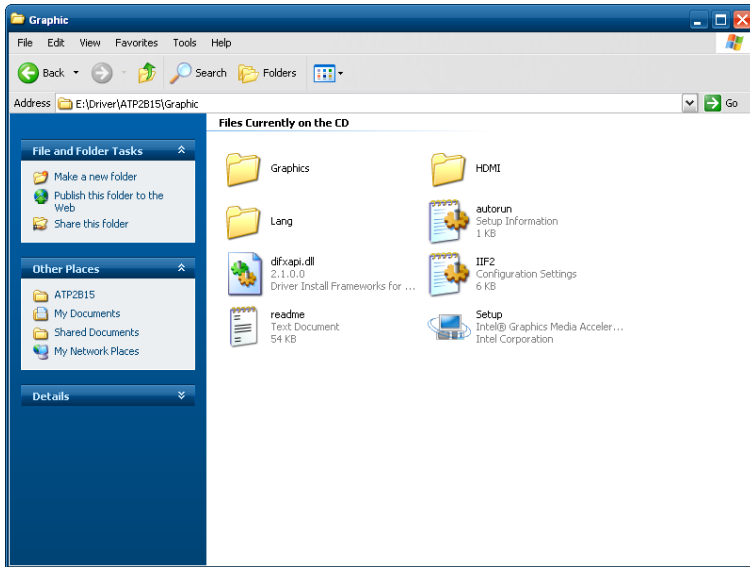 Graphic
File Edit View Favorites Tools Help
Back Search Folders
Address E:\Driver\ATP2B15\Graphic Go
Files Currently on the CD
File and Folder Tasks
Make a new folder
Publish this folder to the
Web
Share this folder
Other Places
ATP2B15
My Documents
Shared Documents
My Network Places
Details
Graphics
HDMI
Lang
autorun
Setup Information
1 KB
difxapi.dll
2.1.0.0
Driver Install Frameworks for ...
IIF2
Configuration Settings
6 KB
readme
Text Document
54 KB
Setup
Intel® Graphics Media Acceler...
Intel Corporation